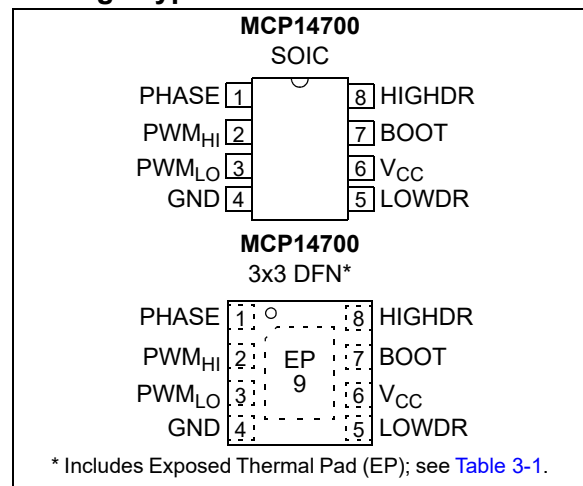 MCP14700
SOIC
PHASE 1 8 HIGHDR
PWMHI 2 7 BOOT
PWMLO 3 6 VCC
GND 4 5 LOWDR
MCP14700
3x3 DFN*
PHASE 1 8 HIGHDR
PWMHI 2 EP 7 BOOT
9
PWMLO 3 6 VCC
GND 4 5 LOWDR
* Includes Exposed Thermal Pad (EP); see Table 3-1.